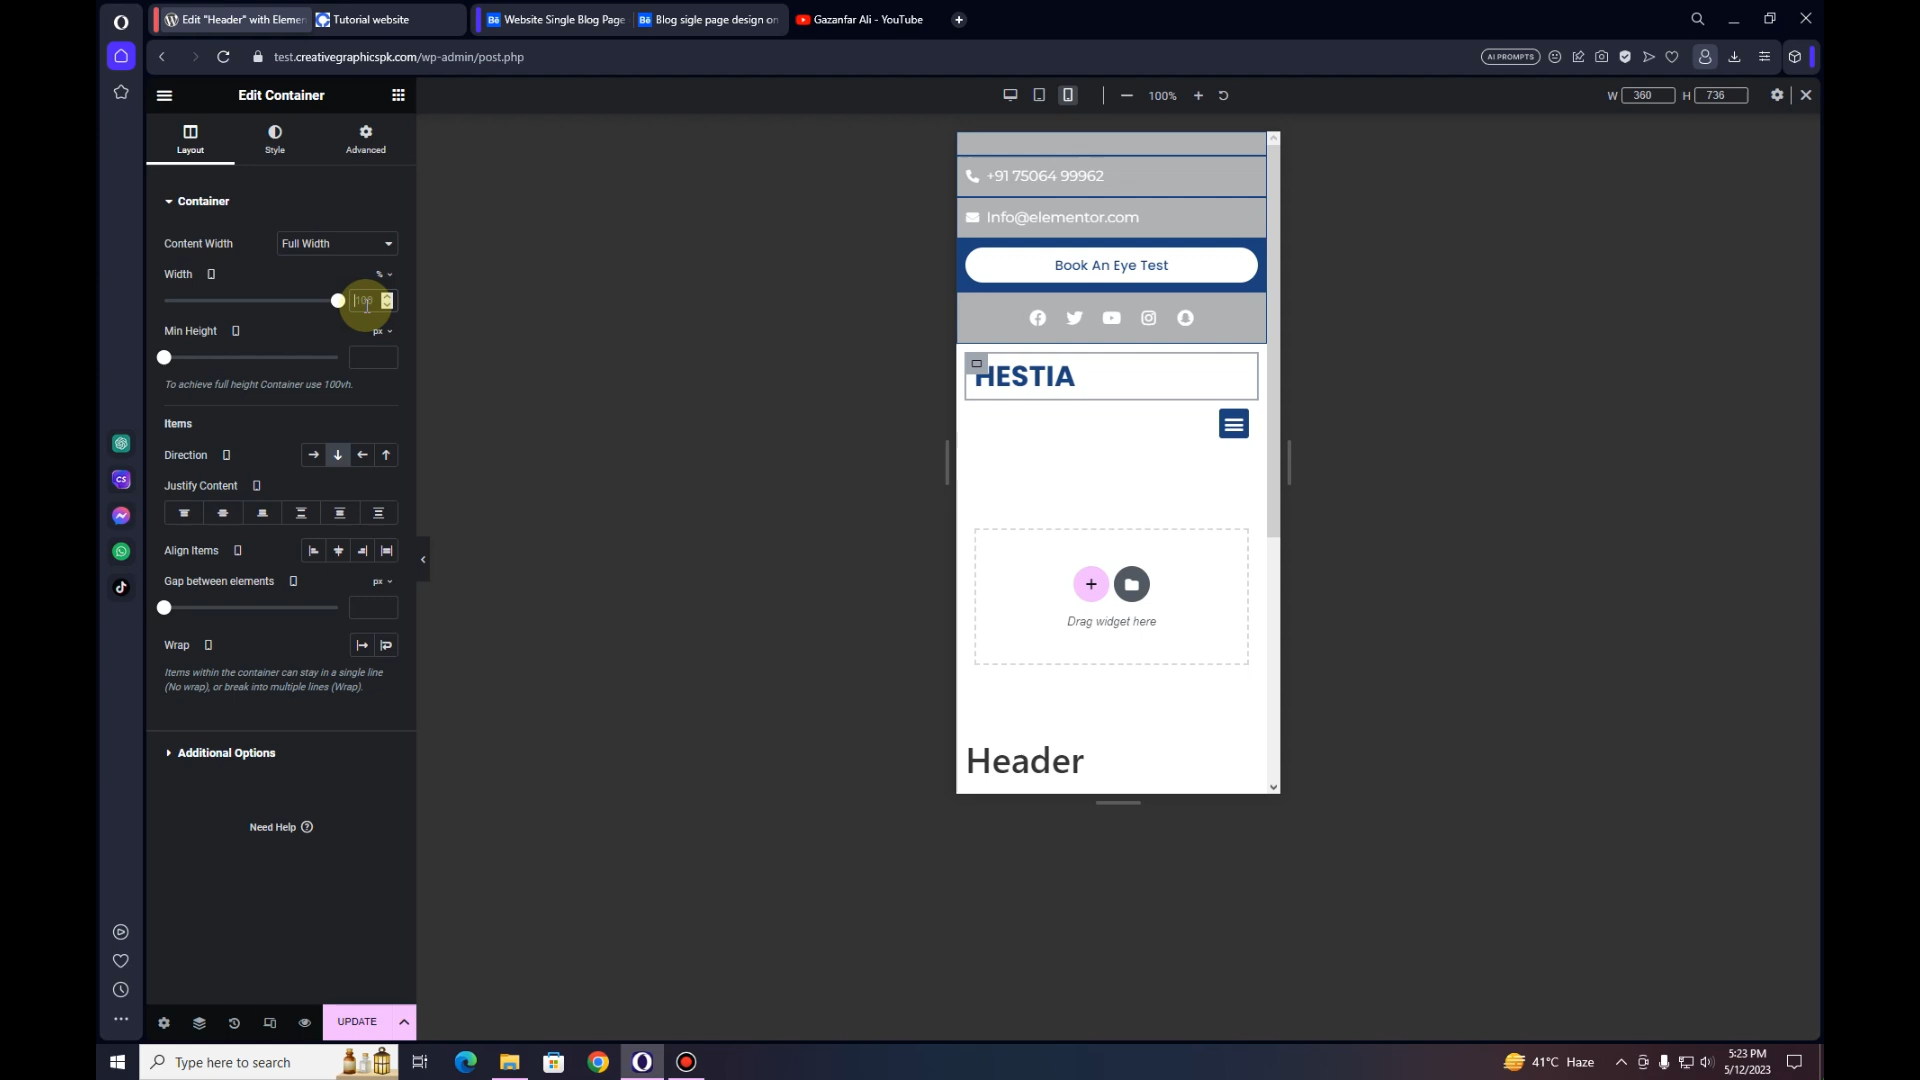 Edit "Header" with Elemen
Tutorial website
Bē Website Single Blog Page
Bē Blog sigle page design on
Gazanfar Ali - YouTube
test.creativegraphicspk.com/wp-admin/post.php
AI PROMPTS
Edit Container
100%
W 360 H 736
Layout
Style
Advanced
Container
Content Width
Full Width
Width
%
100
Min Height
px
To achieve full height Container use 100vh.
Items
Direction
Justify Content
Align Items
Gap between elements
px
Wrap
Items within the container can stay in a single line
(No wrap), or break into multiple lines (Wrap).
Additional Options
Need Help
UPDATE
+91 75064 99962
Info@elementor.com
Book An Eye Test
HESTIA
Drag widget here
Header
CS
Type here to search
41°C Haze
5:23 PM
5/12/2023